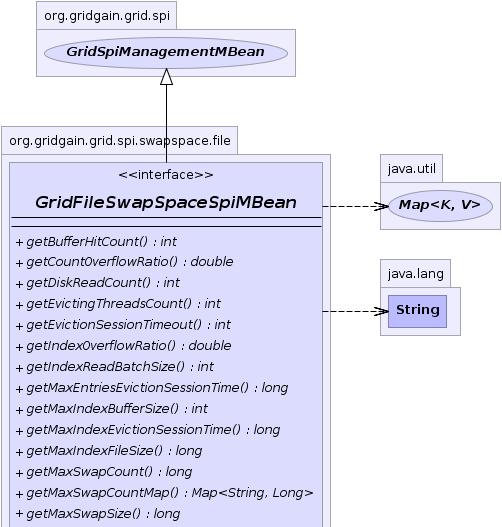 org.gridgain.grid.spi
GridSpiManagementMBean
org.gridgain.grid.spi.swapspace.file
<<interface>>
GridFileSwapSpaceSpiMBean
+ getBufferHitCount() : int
+ getCountOverflowRatio() : double
+ getDiskReadCount() : int
+ getEvictingThreadsCount() : int
+ getEvictionSessionTimeout() : int
+ getIndexOverflowRatio() : double
+ getIndexReadBatchSize() : int
+ getMaxEntriesEvictionSessionTime() : long
+ getMaxIndexBufferSize() : int
+ getMaxIndexEvictionSessionTime() : long
+ getMaxIndexFileSize() : long
+ getMaxSwapCount() : long
+ getMaxSwapCountMap() : Map<String, Long>
+ getMaxSwapSize() : long
java.util
Map<K, V>
java.lang
String